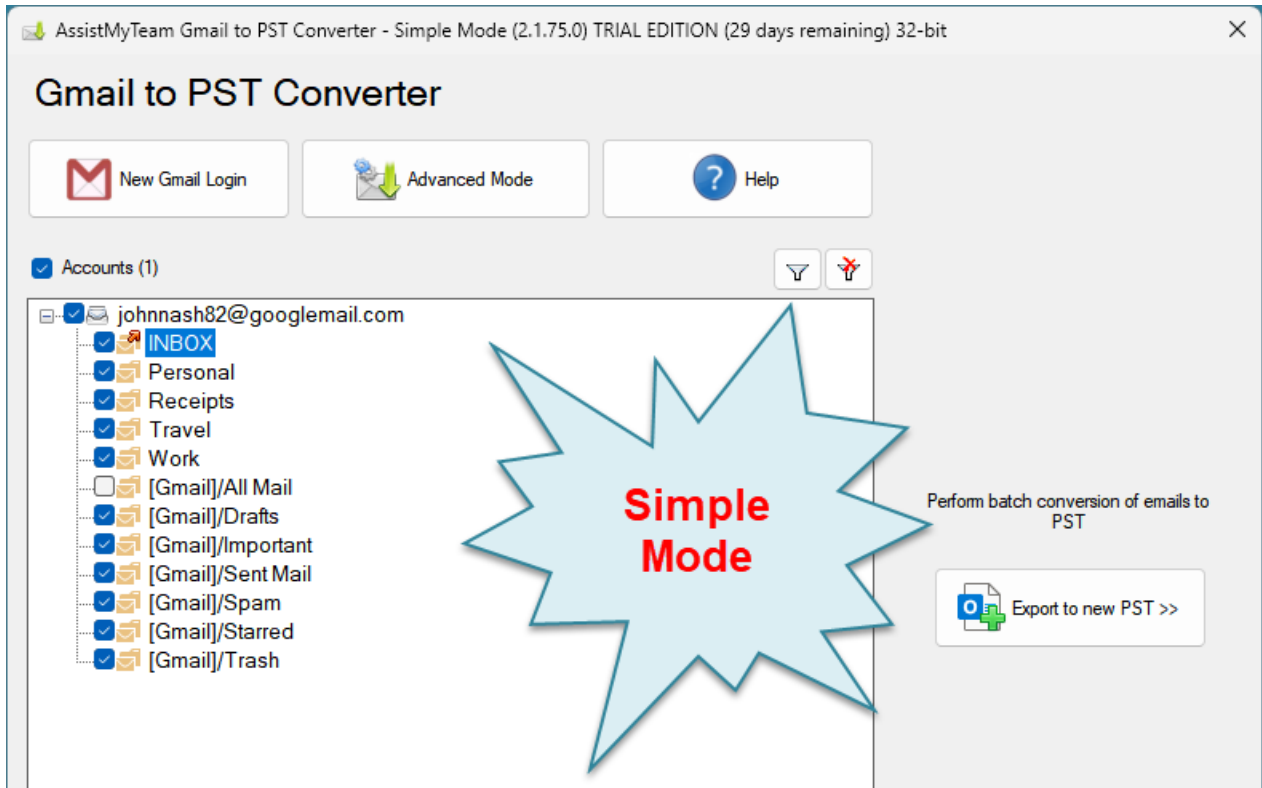 AssistMyTeam Gmail to PST Converter - Simple Mode (2.1.75.0) TRIAL EDITION (29 days remaining) 32-bit
Gmail to PST Converter
New Gmail Login
Advanced Mode
? Help
Accounts (1)
johnnash82@googlemail.com
INBOX
Personal
Receipts
Travel
Work
[Gmail]/All Mail
[Gmail]/Drafts
[Gmail]/Important
[Gmail]/Sent Mail
[Gmail]/Spam
[Gmail]/Starred
[Gmail]/Trash
Simple
Mode
Perform batch conversion of emails to
PST
Export to new PST >>